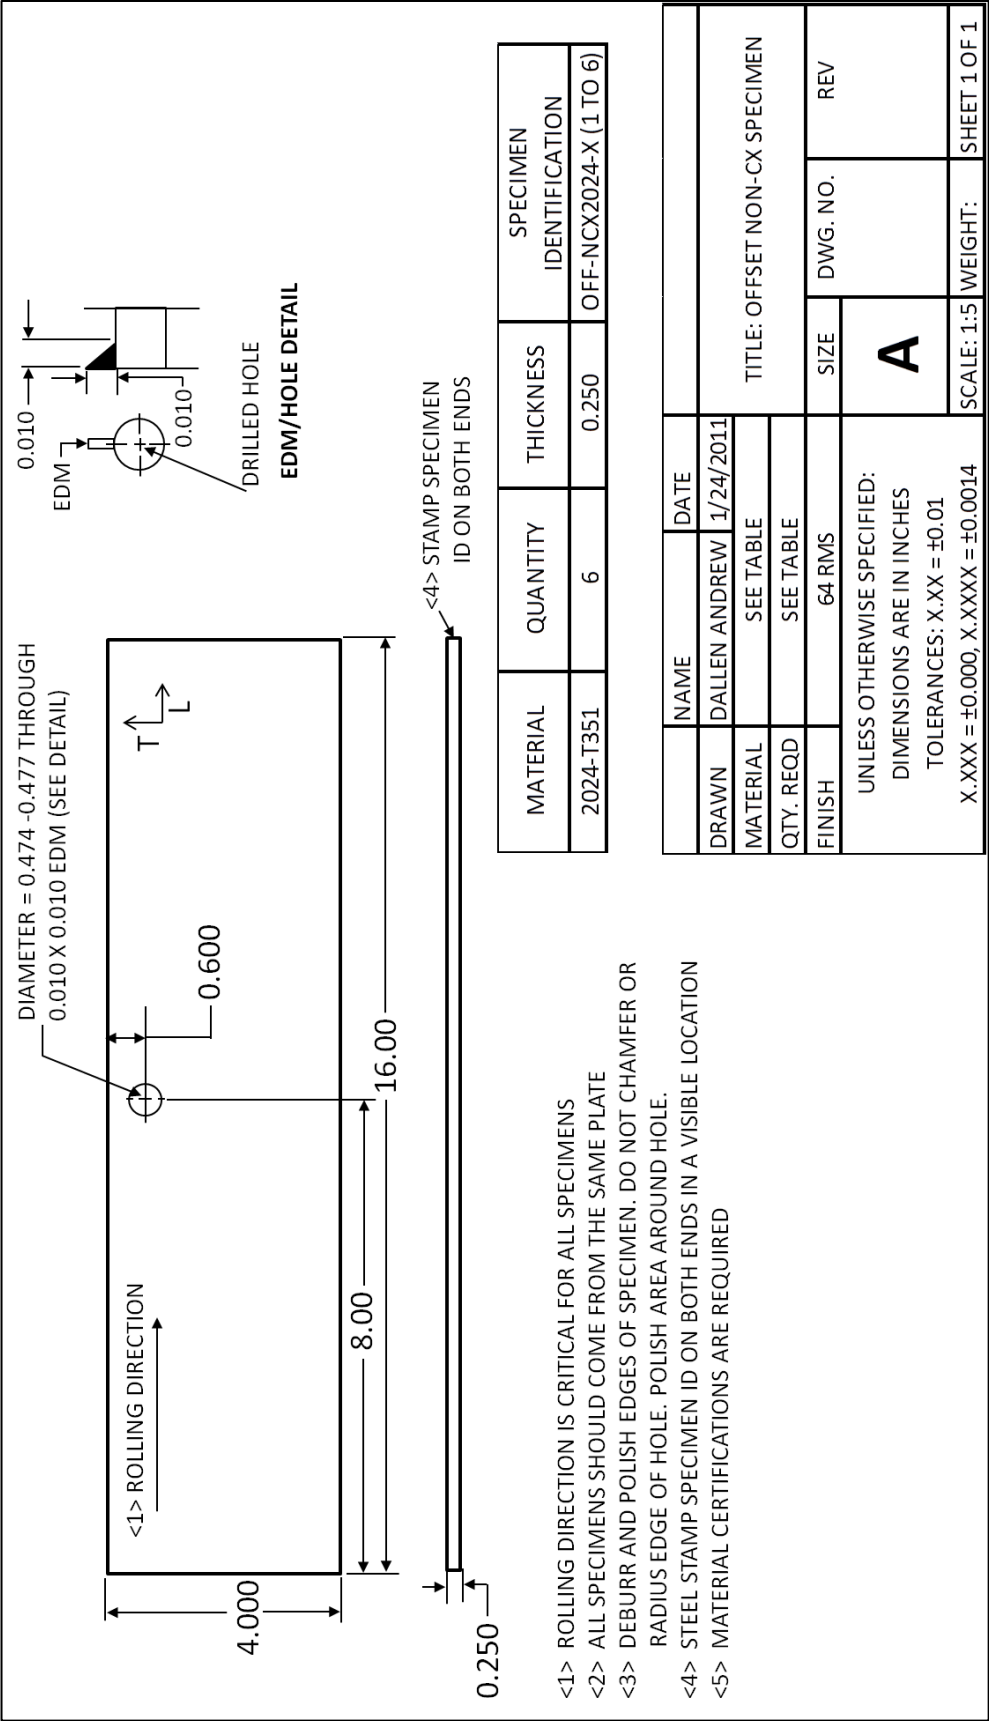 DIAMETER = 0.474 -0.477 THROUGH
0.010 X 0.010 EDM (SEE DETAIL)
<1> ROLLING DIRECTION
T
L
0.600
4.000
8.00
16.00
0.250
<4> STAMP SPECIMEN
ID ON BOTH ENDS
0.010
EDM
0.010
DRILLED HOLE
EDM/HOLE DETAIL
<1> ROLLING DIRECTION IS CRITICAL FOR ALL SPECIMENS
<2> ALL SPECIMENS SHOULD COME FROM THE SAME PLATE
<3> DEBURR AND POLISH EDGES OF SPECIMEN. DO NOT CHAMFER OR
RADIUS EDGE OF HOLE. POLISH AREA AROUND HOLE.
<4> STEEL STAMP SPECIMEN ID ON BOTH ENDS IN A VISIBLE LOCATION
<5> MATERIAL CERTIFICATIONS ARE REQUIRED
MATERIAL QUANTITY THICKNESS SPECIMEN
IDENTIFICATION
2024-T351 6 0.250 OFF-NCX2024-X (1 TO 6)
NAME DATE
DRAWN DALLEN ANDREW 1/24/2011
MATERIAL SEE TABLE
QTY. REQD SEE TABLE
FINISH 64 RMS
TITLE: OFFSET NON-CX SPECIMEN
SIZE DWG. NO. REV
A
UNLESS OTHERWISE SPECIFIED:
DIMENSIONS ARE IN INCHES
TOLERANCES: X.XX = ±0.01
X.XXX = ±0.000, X.XXXX = ±0.0014
SCALE: 1:5 WEIGHT: SHEET 1 OF 1